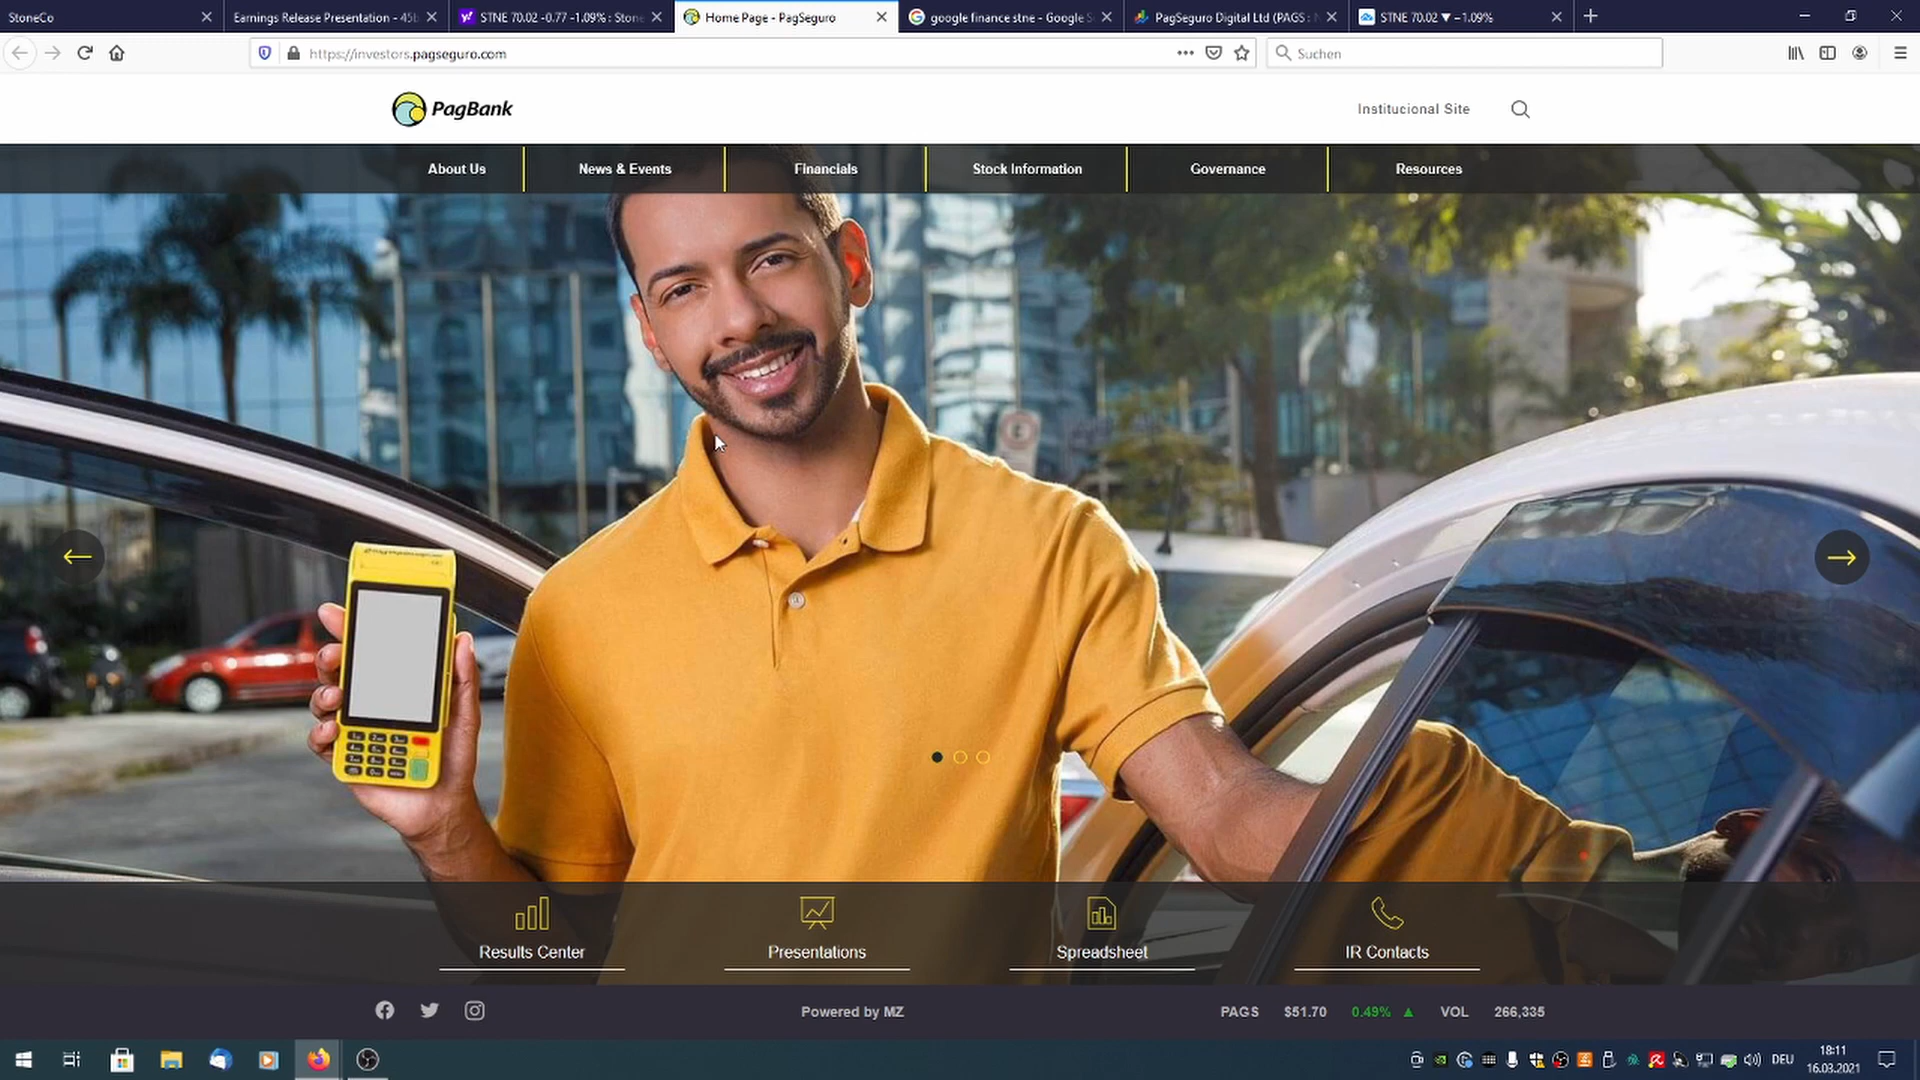 StoneCo
Earnings Release Presentation - 45
STNE 70.02 -0.77 -1.09% : Stone
Home Page - PagSeguro
google finance stne - Google S
PagSeguro Digital Ltd (PAGS :
STNE 70.02 ▼ −1.09%
https://investors.pagseguro.com
Suchen
PagBank
Institucional Site
About Us
News & Events
Financials
Stock Information
Governance
Resources
Results Center
Presentations
Spreadsheet
IR Contacts
Powered by MZ
PAGS $51.70 0.49% ▲ VOL 266,335
DEU
18:11
16.03.2021